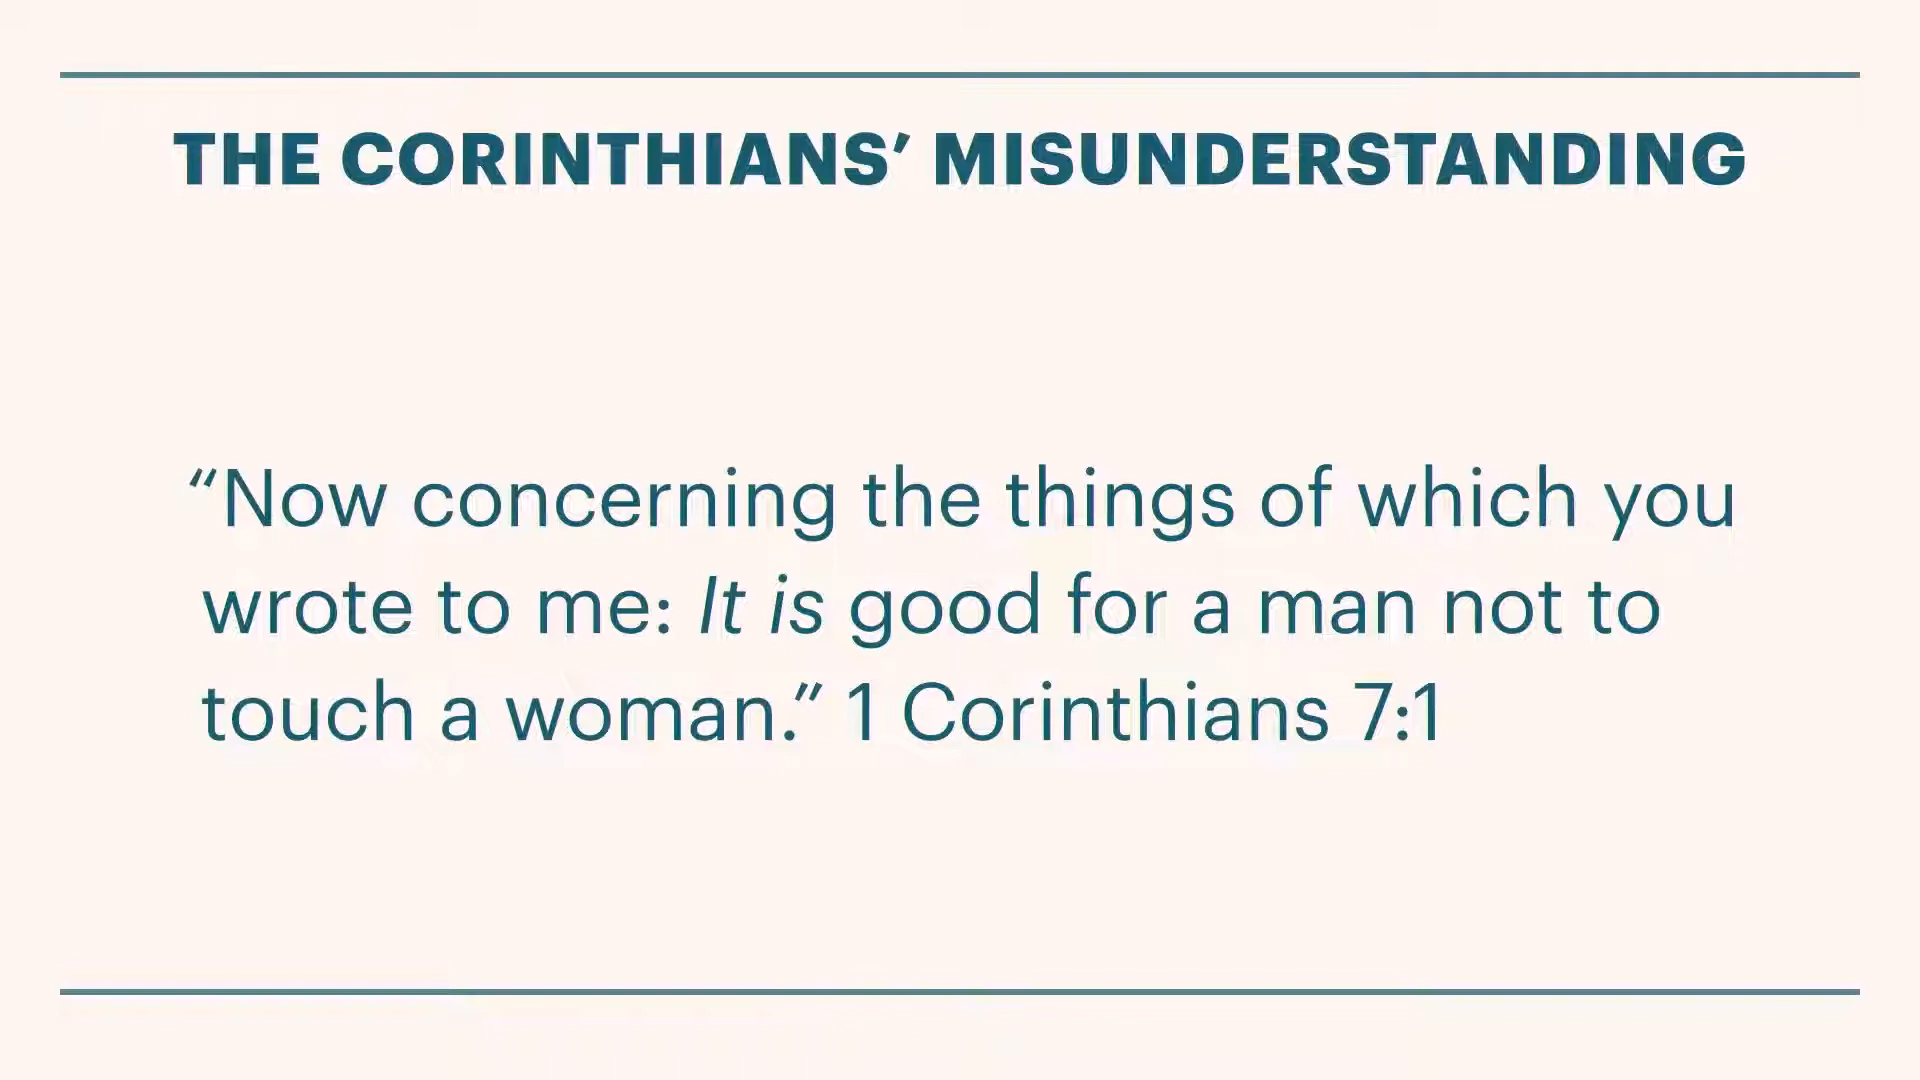 THE CORINTHIANS’ MISUNDERSTANDING
“Now concerning the things of which you
wrote to me: It is good for a man not to
touch a woman.” 1 Corinthians 7:1